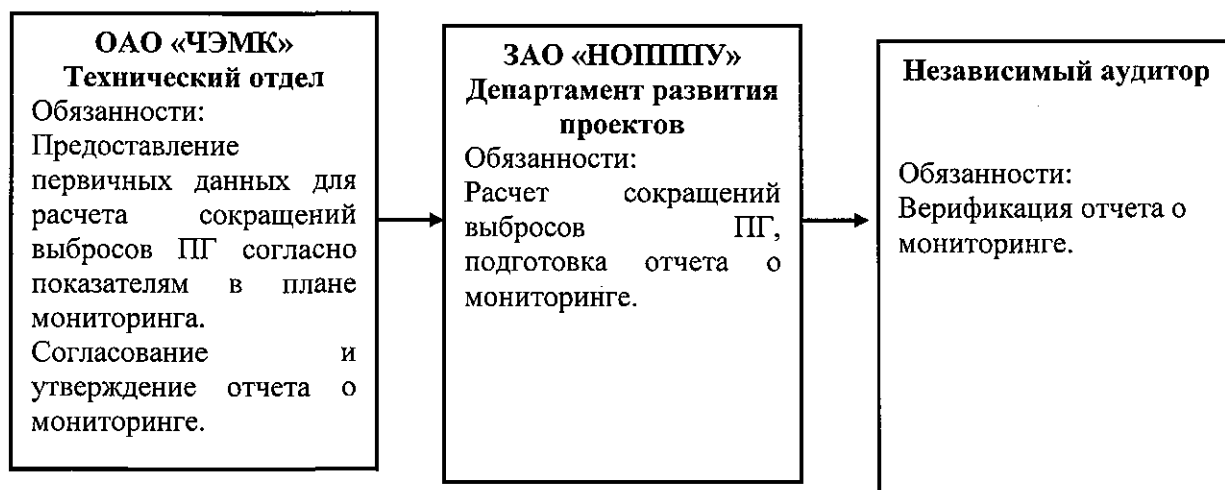 ОАО «ЧЭМК»
Технический отдел
Обязанности:
Предоставление
первичных данных для
расчета сокращений
выбросов ПГ согласно
показателям в плане
мониторинга.
Согласование и
утверждение отчета о
мониторинге.
ЗАО «НОПППУ»
Департамент развития
проектов
Обязанности:
Расчет сокращений
выбросов ПГ,
подготовка отчета о
мониторинге.
Независимый аудитор
Обязанности:
Верификация отчета о
мониторинге.